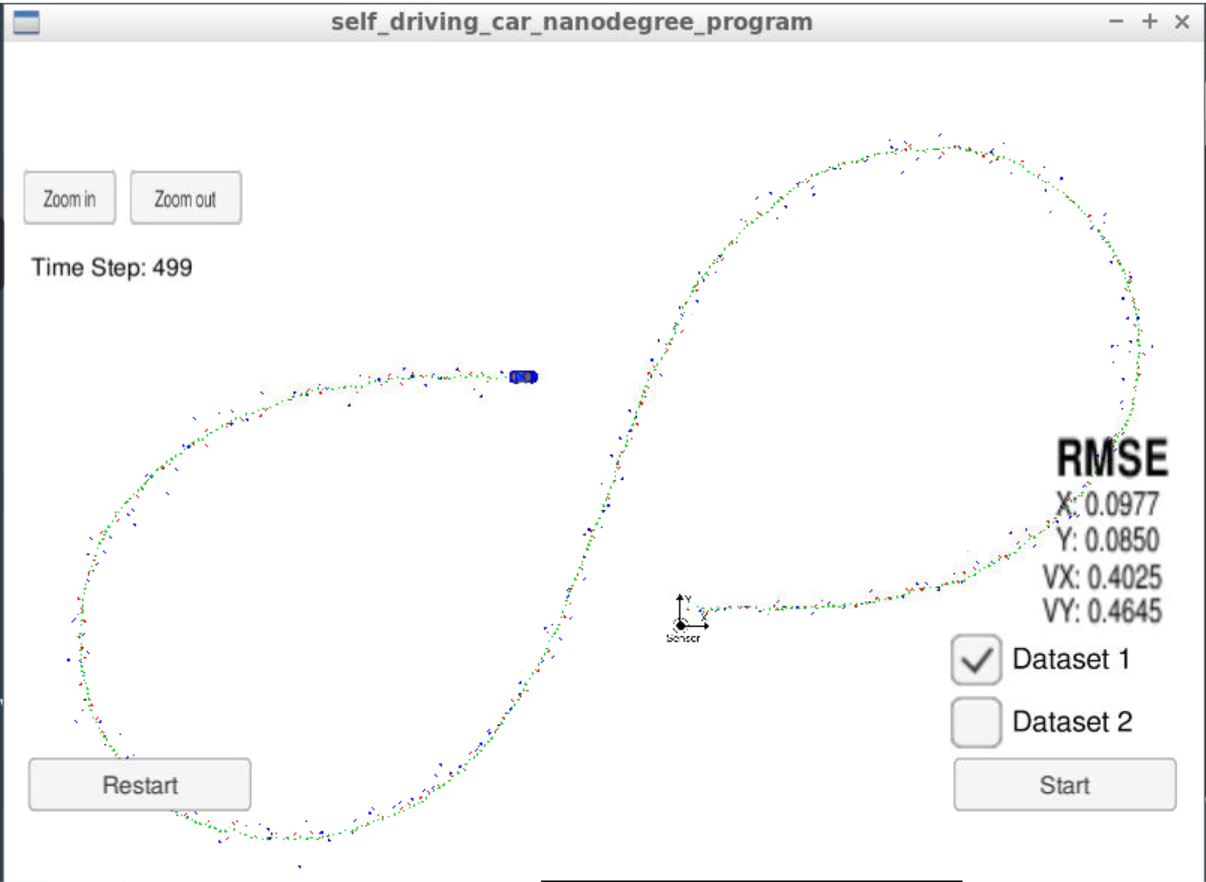 self_driving_car_nanodegree_program
Zoom in
Zoom out
Time Step: 499
RMSE
X: 0.0977
Y: 0.0850
VX: 0.4025
VY: 0.4645
Y
X
Sensor
Dataset 1
Dataset 2
Restart
Start